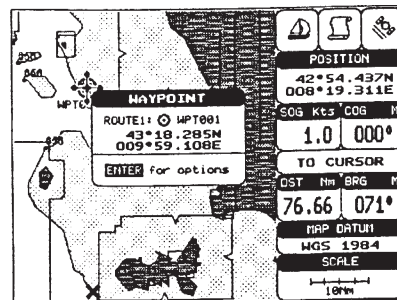 WAYPOINT
ROUTE1: WPT001
43°18.285N
009°59.108E
ENTER for options
POSITION
42°54.437N
008°19.311E
SOG Kts COG M
1.0 000°
TO CURSOR
DST Nm BRG M
76.66 071°
MAP DATUM
WGS 1984
SCALE
10Nm